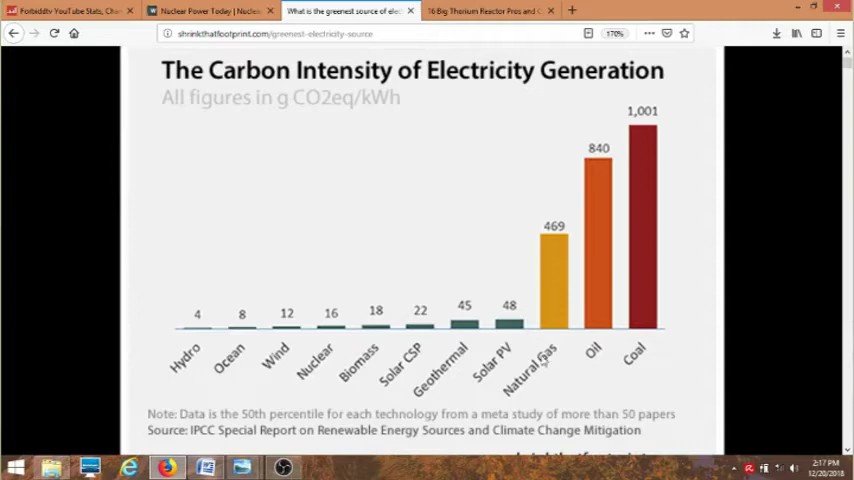 Forbiddtv YouTube Stats, Chan
Nuclear Power Today | Nuclear
What is the greenest source of elec
16 Big Thorium Reactor Pros and C
shrinkthatfootprint.com/greenest-electricity-source
170%
The Carbon Intensity of Electricity Generation
All figures in g CO2eq/kWh
1,001
840
469
48
45
22
18
16
12
8
4
Hydro
Ocean
Wind
Nuclear
Biomass
Solar CSP
Geothermal
Solar PV
Natural Gas
Oil
Coal
Note: Data is the 50th percentile for each technology from a meta study of more than 50 papers
Source: IPCC Special Report on Renewable Energy Sources and Climate Change Mitigation
2:17 PM
12/20/2018